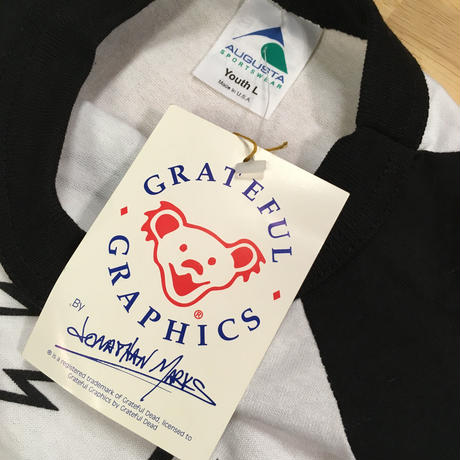 AUGUSTA
SPORTSWEAR
Youth L
Made in U.S.A.
GRATEFUL
GRAPHICS
®
BY
JONATHAN MARKS
® is a registered trademark of Grateful Dead, licensed to
Grateful Graphics by Grateful Dead